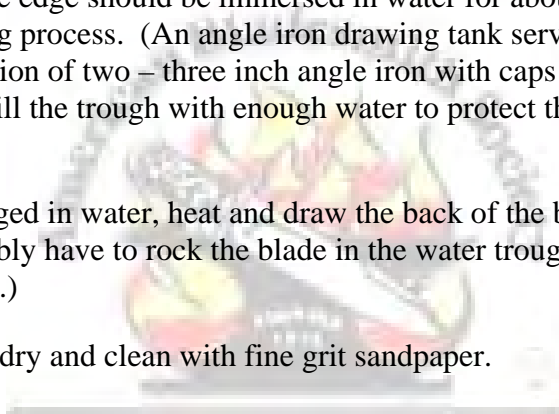 e edge should be immersed in water for abou
g process. (An angle iron drawing tank serv
ion of two – three inch angle iron with caps
ill the trough with enough water to protect th
ged in water, heat and draw the back of the b
bly have to rock the blade in the water troug
.)
dry and clean with fine grit sandpaper.